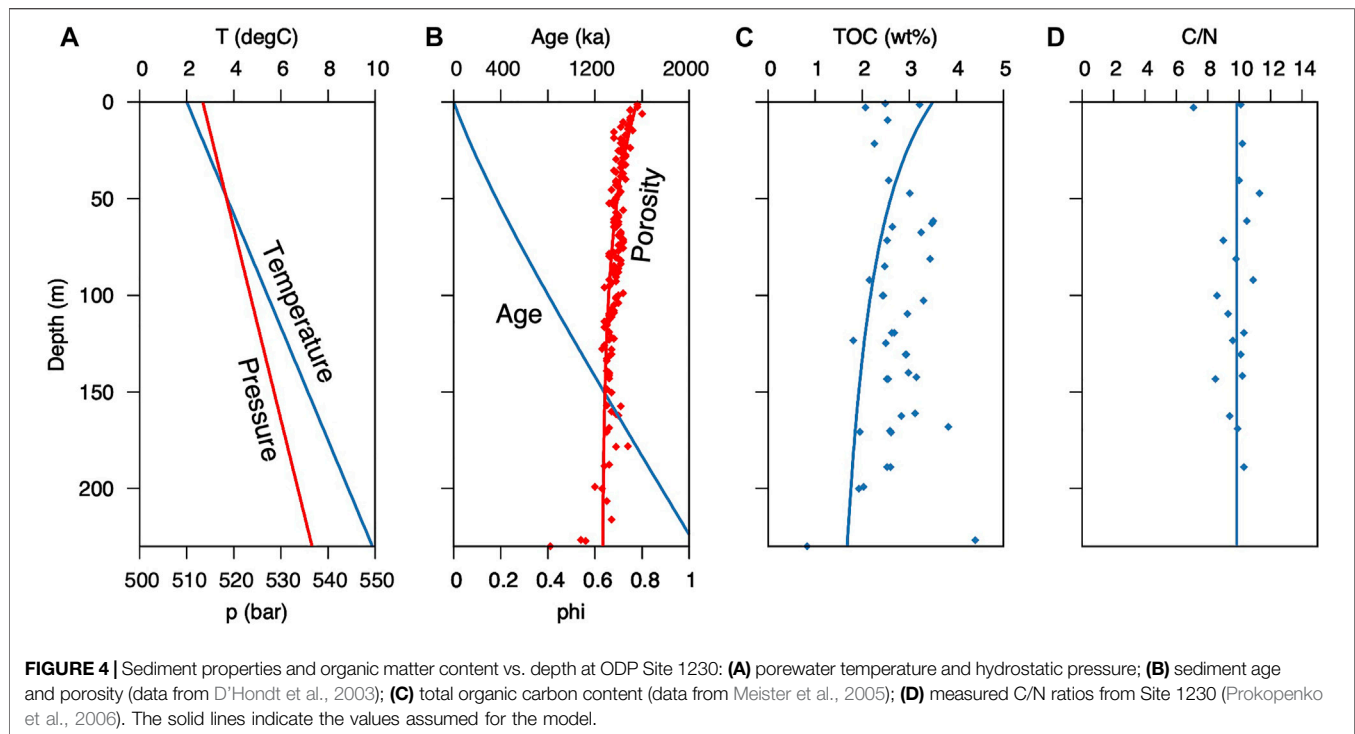 A T (degC) B Age (ka) C TOC (wt%) D C/N
0 2 4 6 8 10 0 400 1200 2000 0 1 2 3 4 5 0 2 4 6 8 10 12 14
0
50
100
150
200
Depth (m)
Temperature
Pressure
Age
Porosity
500 510 520 530 540 550 0 0.2 0.4 0.6 0.8 1
p (bar) phi
FIGURE 4 | Sediment properties and organic matter content vs. depth at ODP Site 1230: (A) porewater temperature and hydrostatic pressure; (B) sediment age
and porosity (data from D'Hondt et al., 2003); (C) total organic carbon content (data from Meister et al., 2005); (D) measured C/N ratios from Site 1230 (Prokopenko
et al., 2006). The solid lines indicate the values assumed for the model.